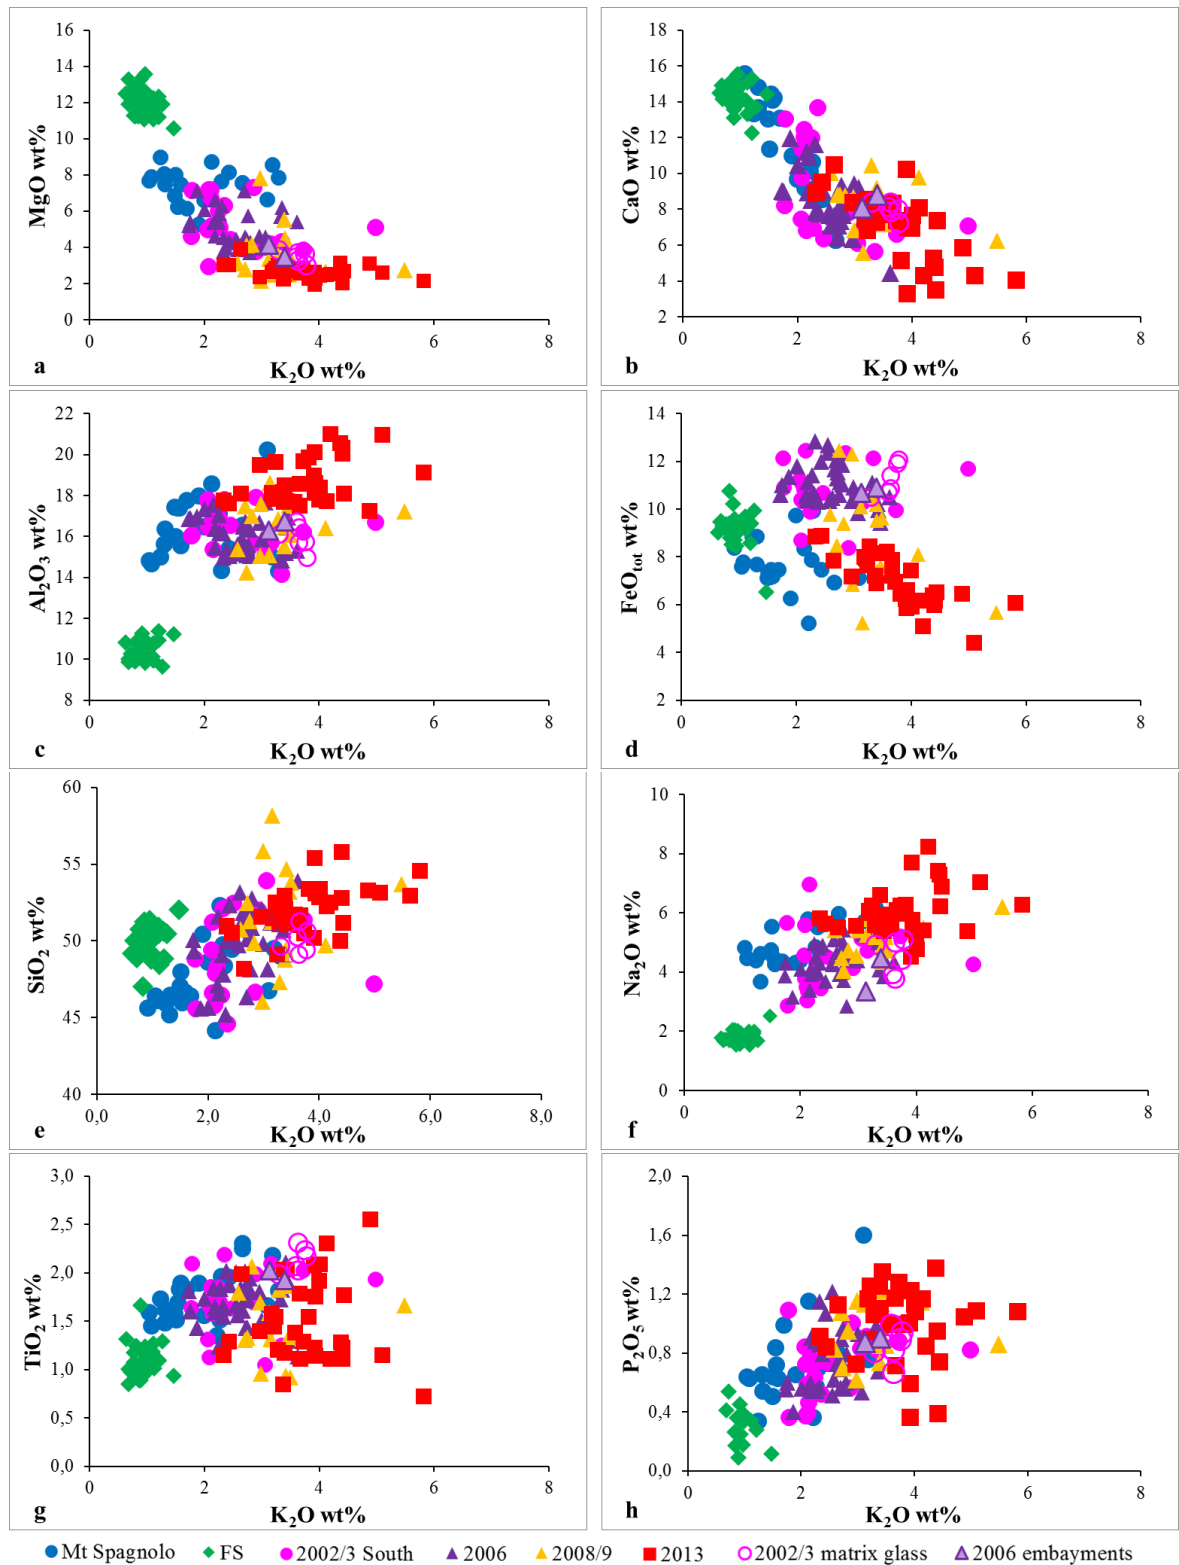 16
14
12
10
8
6
4
2
0
MgO wt%
0 2 4 6 8
K₂O wt%
a
18
16
14
12
10
8
6
4
2
CaO wt%
0 2 4 6 8
K₂O wt%
b
22
20
18
16
14
12
10
8
Al₂O₃ wt%
0 2 4 6 8
K₂O wt%
c
14
12
10
8
6
4
2
FeOtot wt%
0 2 4 6 8
K₂O wt%
d
60
55
50
45
40
SiO₂ wt%
0,0 2,0 4,0 6,0 8,0
K₂O wt%
e
10
8
6
4
2
0
Na₂O wt%
0 2 4 6 8
K₂O wt%
f
3,0
2,5
2,0
1,5
1,0
0,5
0,0
TiO₂ wt%
0 2 4 6 8
K₂O wt%
g
2,0
1,6
1,2
0,8
0,4
0,0
P₂O₅ wt%
0 2 4 6 8
K₂O wt%
h
Mt Spagnolo FS 2002/3 South 2006 2008/9 2013 2002/3 matrix glass 2006 embayments